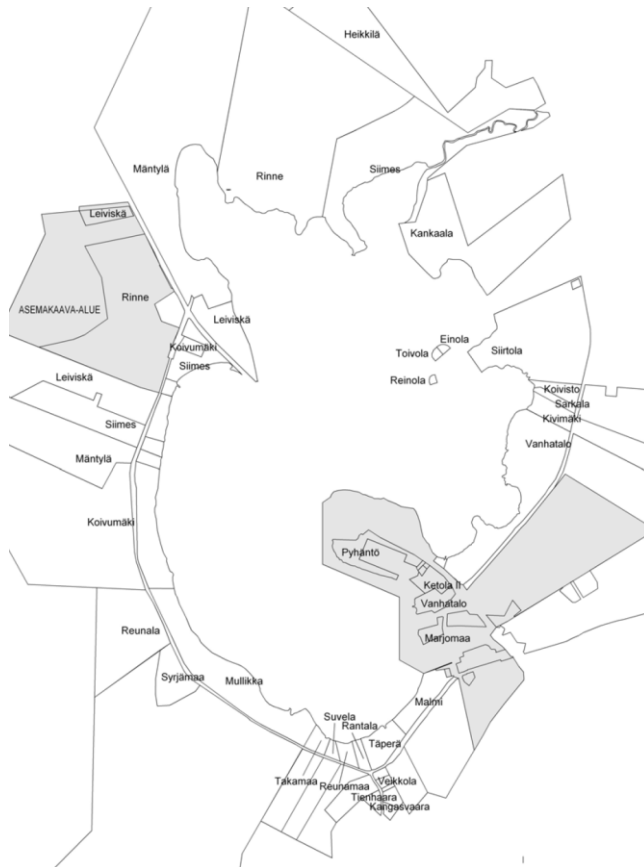 Heikkilä
Mäntylä
Rinne
Siimes
Leiviskä
Kankaala
Rinne
ASEMAKAAVA-ALUE
Leiviskä
Einola
Koivumäki
Toivola
Siirtola
Siimes
Leiviskä
Reinola
Koivisto
Sarkala
Siimes
Kivimäki
Vanhatalo
Mäntylä
Koivumäki
Pyhäntö
Ketola II
Vanhatalo
Reunala
Marjomaa
Syrjämaa
Mullikka
Malmi
Suvela
Rantala
Täperä
Takamaa
Reunamaa
Veikkola
Tienhaara
Kangasvaara